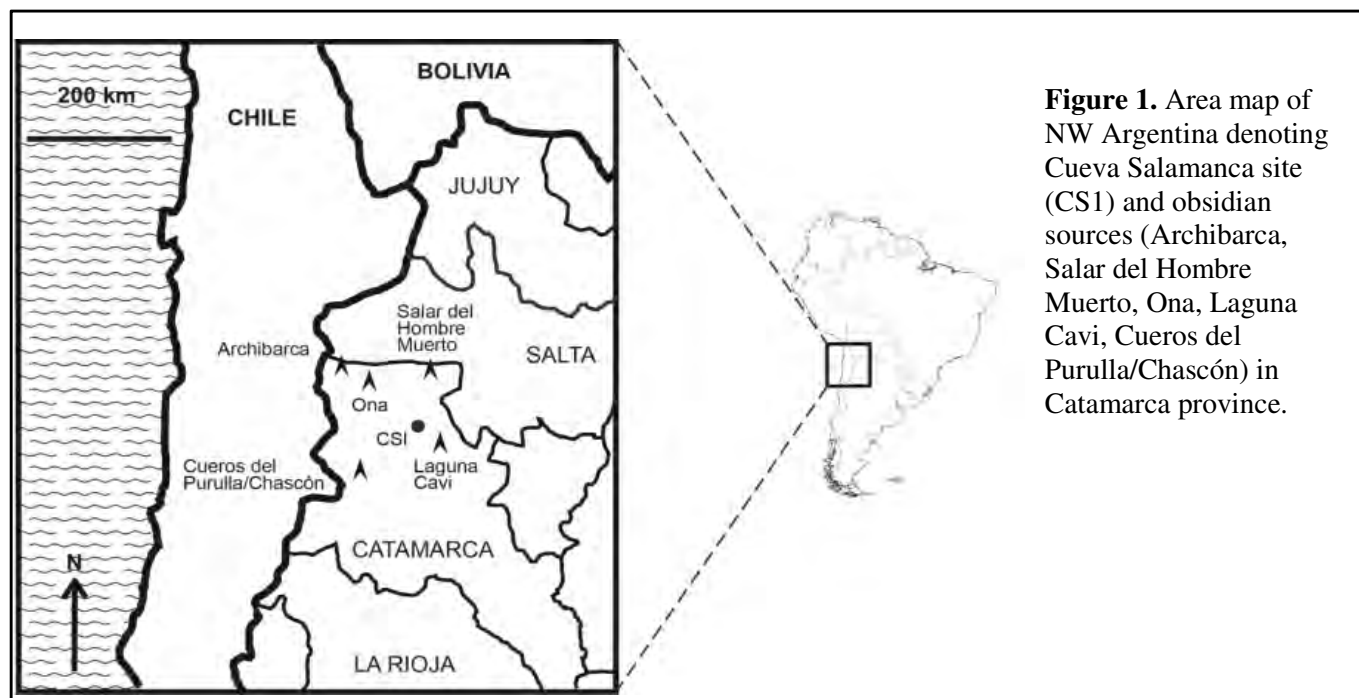 200 km
CHILE
BOLIVIA
JUJUY
Salar del
Hombre
Muerto
SALTA
Archibarca
Ona
CSI
Laguna
Cavi
Cueros del
Purulla/Chascón
CATAMARCA
N
LA RIOJA
Figure 1. Area map of
NW Argentina denoting
Cueva Salamanca site
(CS1) and obsidian
sources (Archibarca,
Salar del Hombre
Muerto, Ona, Laguna
Cavi, Cueros del
Purulla/Chascón) in
Catamarca province.